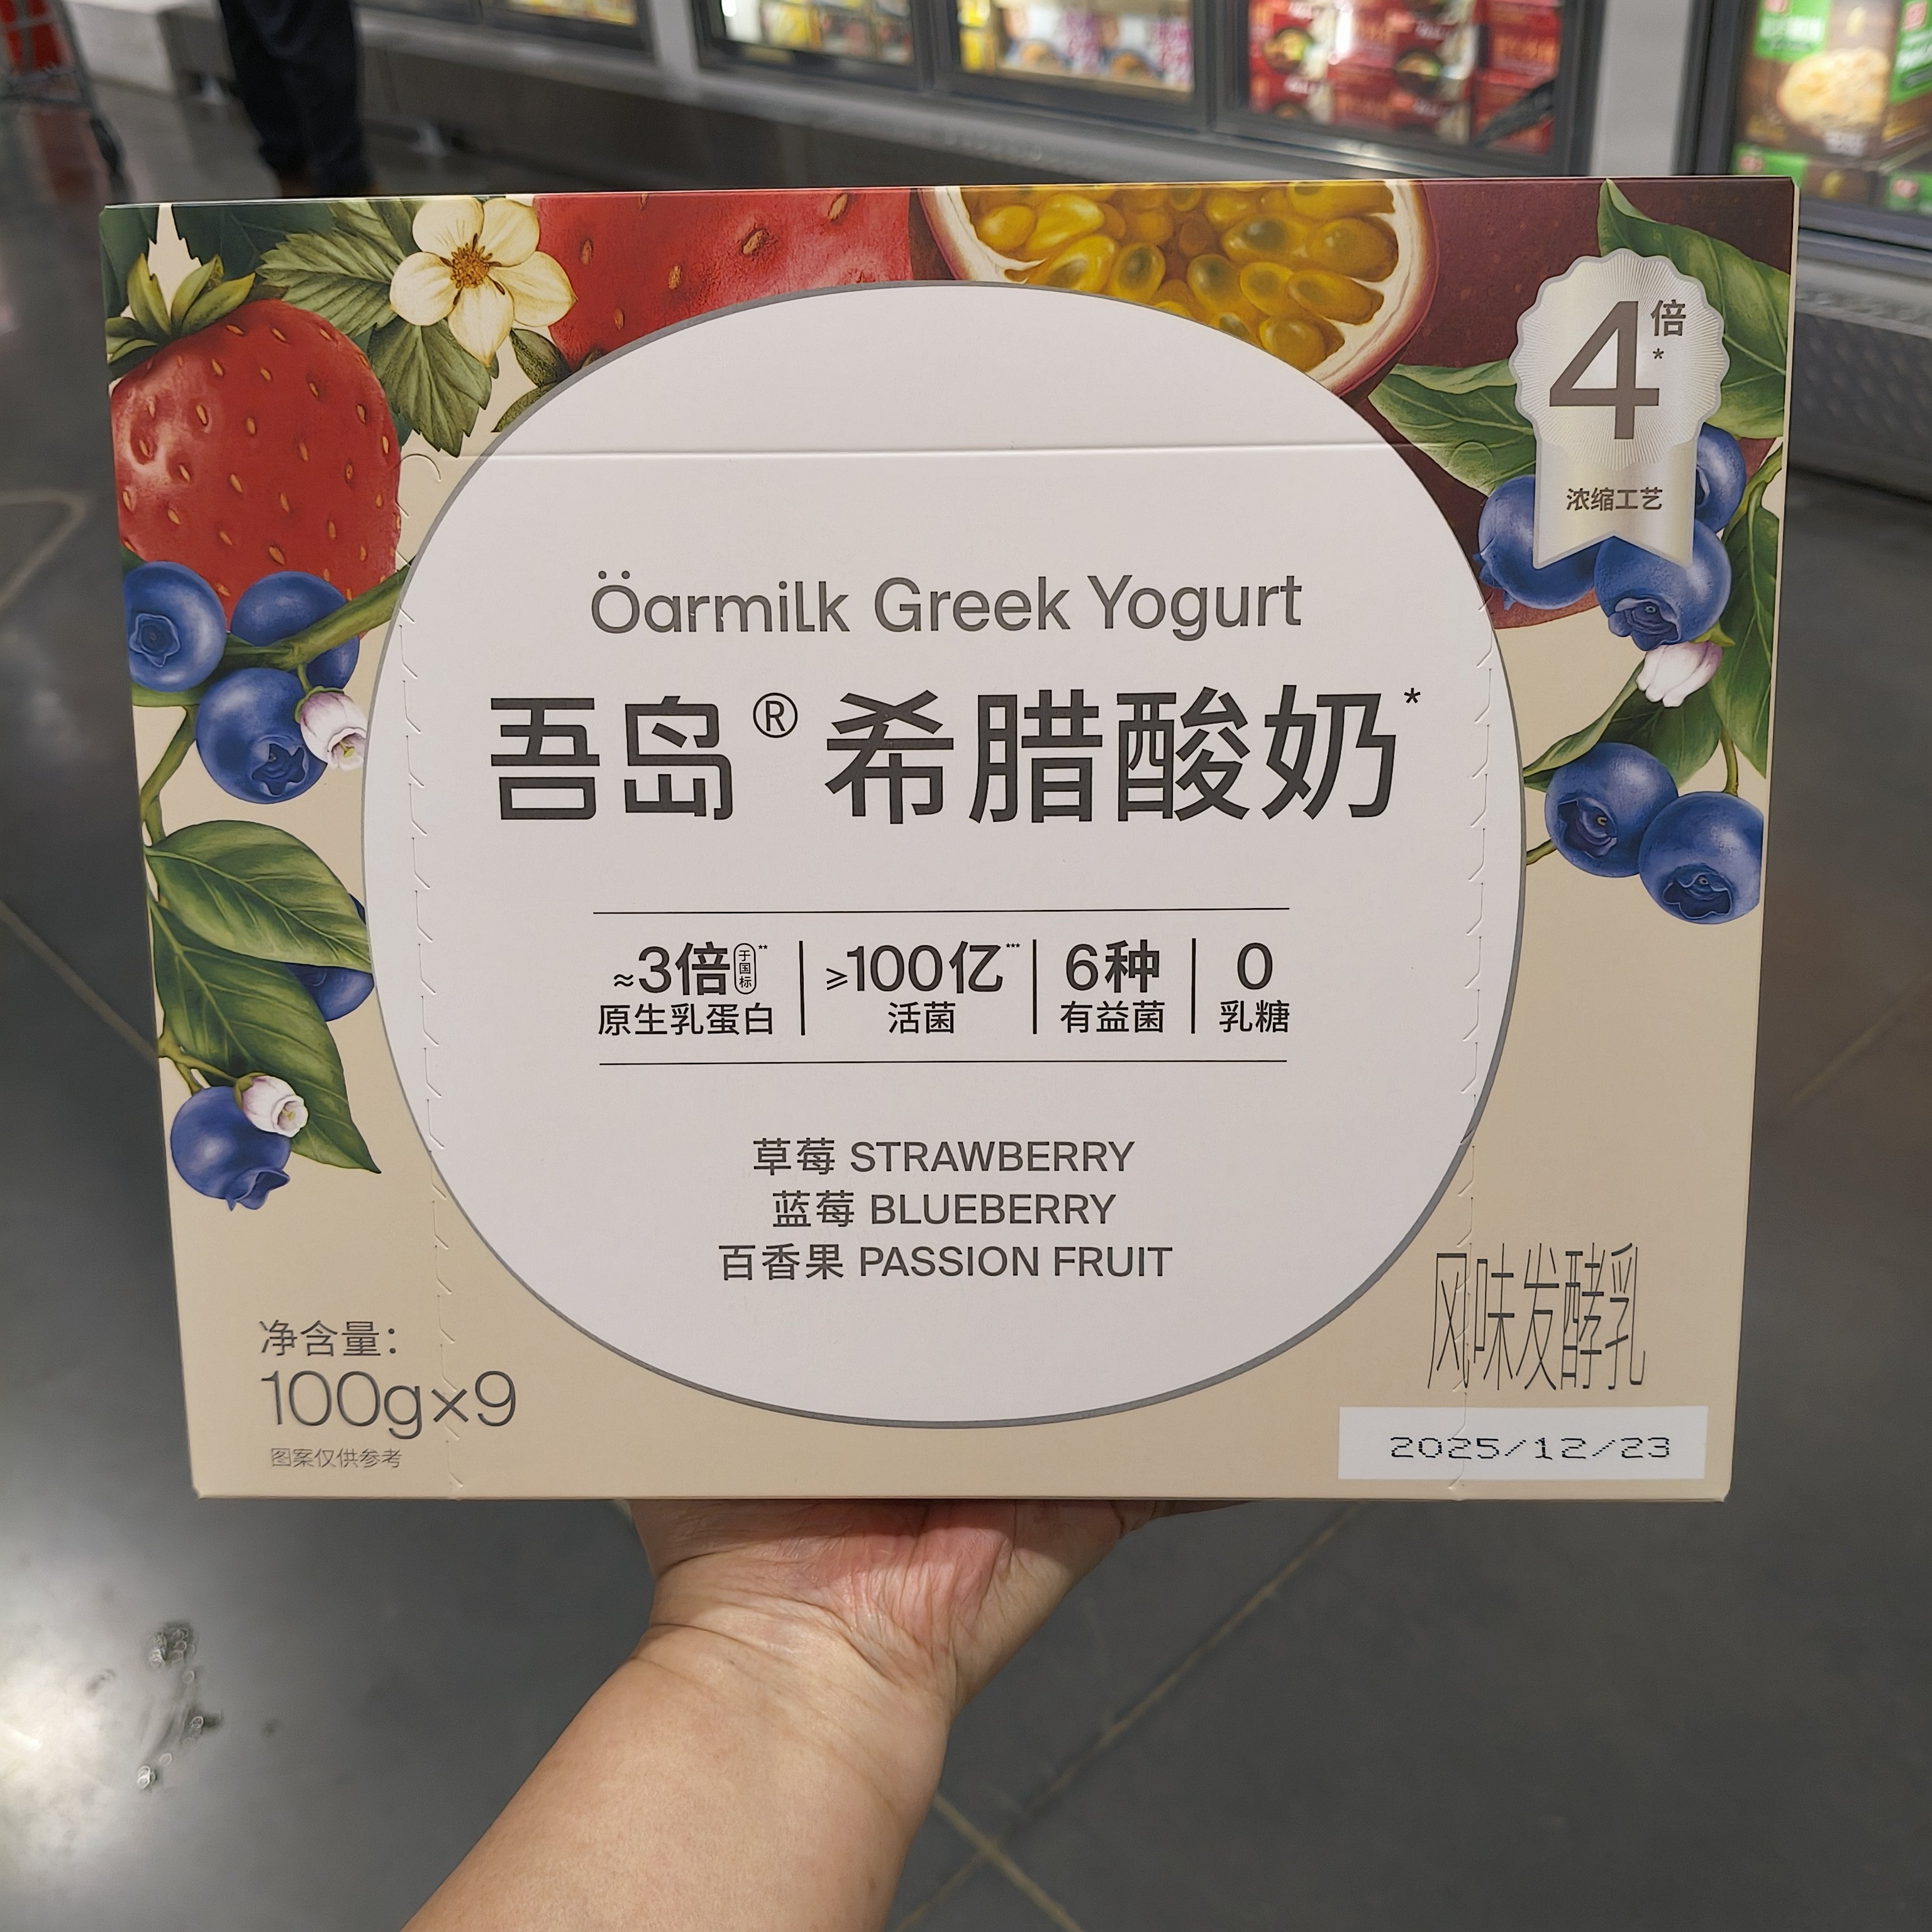 4倍*
浓缩工艺
Öarmilk Greek Yogurt
吾岛®希腊酸奶*
≈3倍于国标**
原生乳蛋白
≥100亿***
活菌
6种
有益菌
0
乳糖
草莓 STRAWBERRY
蓝莓 BLUEBERRY
百香果 PASSION FRUIT
净含量：
100g×9
图案仅供参考
风味发酵乳
2025/12/23